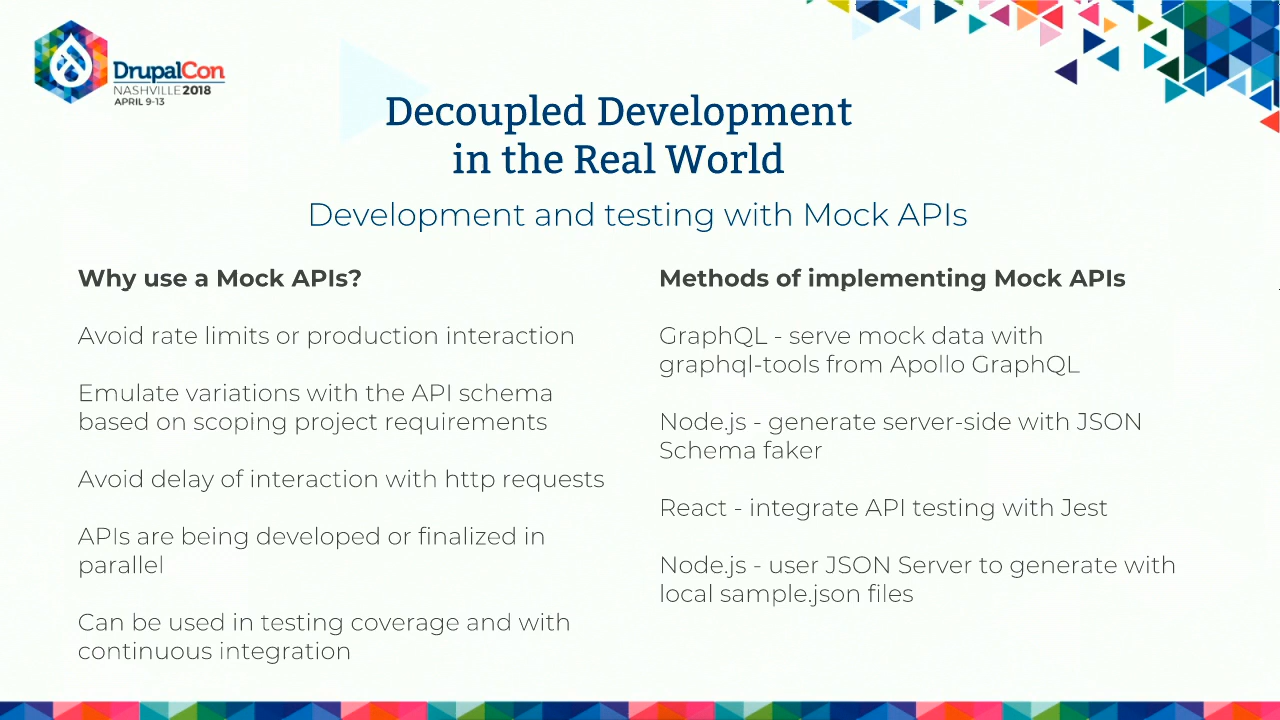 DrupalCon
NASHVILLE 2018
APRIL 9-13
Decoupled Development
in the Real World
Development and testing with Mock APIs
Why use a Mock APIs?
Avoid rate limits or production interaction
Emulate variations with the API schema
based on scoping project requirements
Avoid delay of interaction with http requests
APIs are being developed or finalized in
parallel
Can be used in testing coverage and with
continuous integration
Methods of implementing Mock APIs
GraphQL - serve mock data with
graphql-tools from Apollo GraphQL
Node.js - generate server-side with JSON
Schema faker
React - integrate API testing with Jest
Node.js - user JSON Server to generate with
local sample.json files